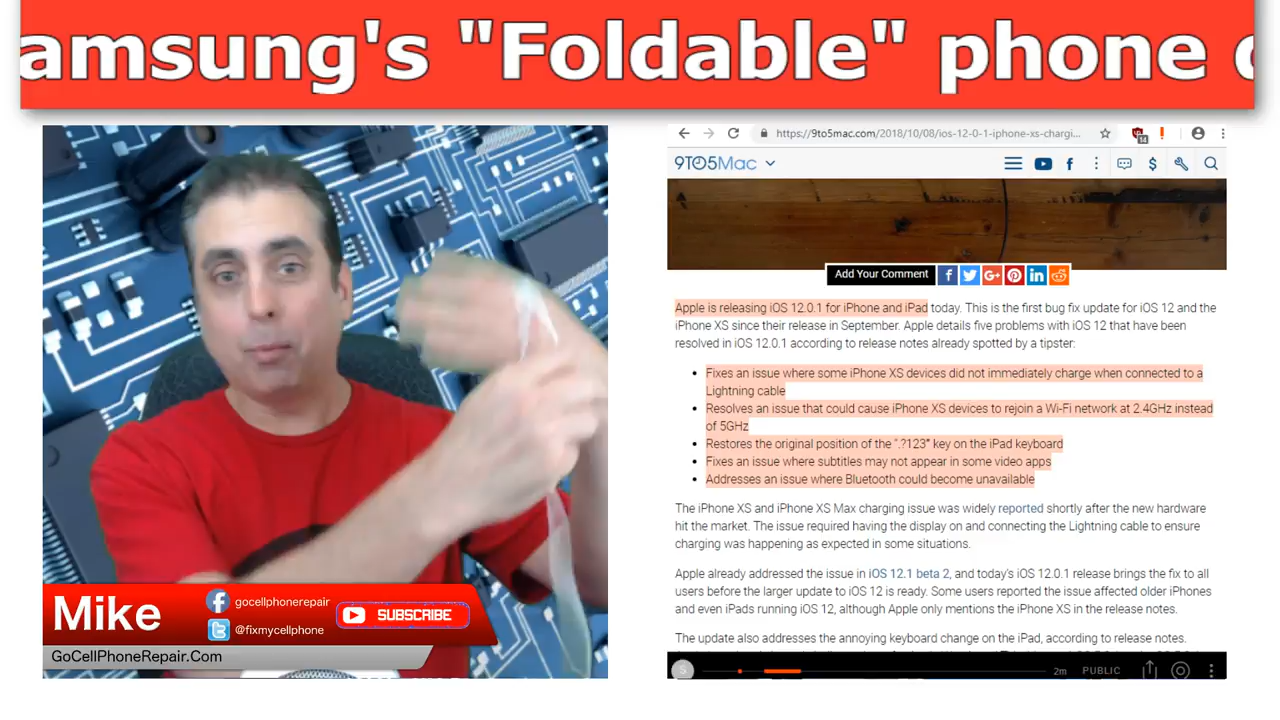 amsung's "Foldable" phone
https://9to5mac.com/2018/10/08/ios-12-0-1-iphone-xs-chargi...
14
9TO5Mac
Add Your Comment
Apple is releasing iOS 12.0.1 for iPhone and iPad today. This is the first bug fix update for iOS 12 and the
iPhone XS since their release in September. Apple details five problems with iOS 12 that have been
resolved in iOS 12.0.1 according to release notes already spotted by a tipster:
• Fixes an issue where some iPhone XS devices did not immediately charge when connected to a
Lightning cable
• Resolves an issue that could cause iPhone XS devices to rejoin a Wi-Fi network at 2.4GHz instead
of 5GHz
• Restores the original position of the ".?123" key on the iPad keyboard
• Fixes an issue where subtitles may not appear in some video apps
• Addresses an issue where Bluetooth could become unavailable
The iPhone XS and iPhone XS Max charging issue was widely reported shortly after the new hardware
hit the market. The issue required having the display on and connecting the Lightning cable to ensure
charging was happening as expected in some situations.
Apple already addressed the issue in iOS 12.1 beta 2, and today's iOS 12.0.1 release brings the fix to all
users before the larger update to iOS 12 is ready. Some users reported the issue affected older iPhones
and even iPads running iOS 12, although Apple only mentions the iPhone XS in the release notes.
The update also addresses the annoying keyboard change on the iPad, according to release notes.
S
2m
PUBLIC
Mike
gocellphonerepair
@fixmycellphone
SUBSCRIBE
GoCellPhoneRepair.Com